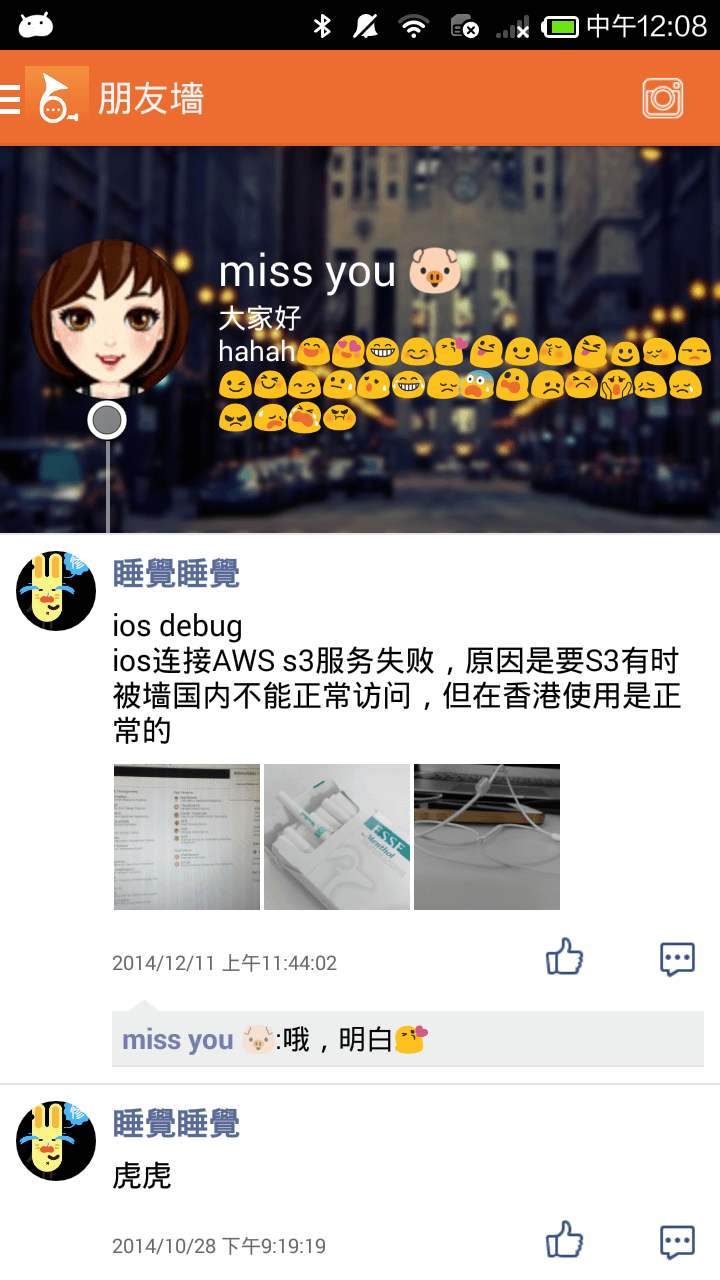 中午12:08
朋友墻
miss you 🐷
大家好
hahah😄😍😁😊😘😜☺😚😝😃😌😒
😉😊😏😢😥😂😔😨😲😞😣😱😖😪
😠😰😭😡
睡覺睡覺
ios debug
ios连接AWS s3服务失败，原因是要S3有时
被墙国内不能正常访问，但在香港使用是正
常的
ESSE
Menthol
2014/12/11 上午11:44:02
miss you 🐷:哦，明白😘
睡覺睡覺
虎虎
2014/10/28 下午9:19:19